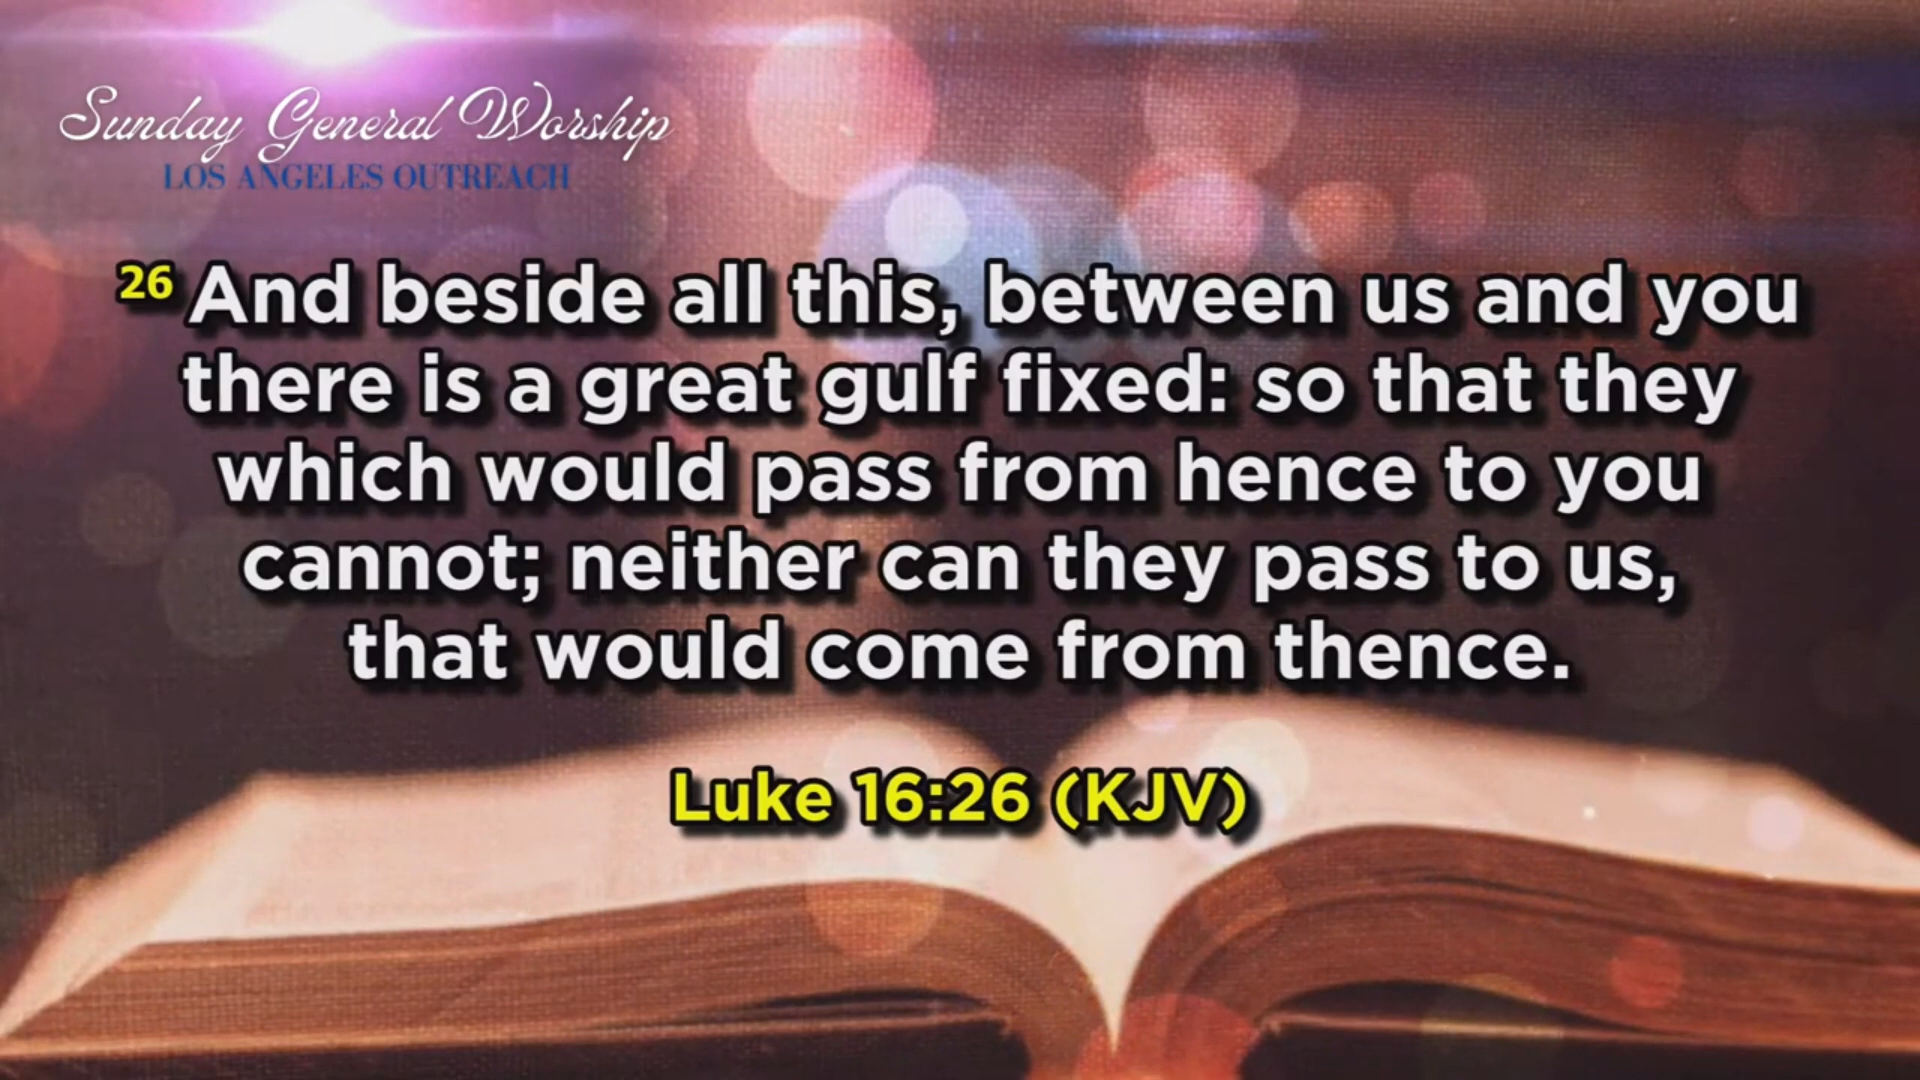 Sunday General Worship
LOS ANGELES OUTREACH
26 And beside all this, between us and you
there is a great gulf fixed: so that they
which would pass from hence to you
cannot; neither can they pass to us,
that would come from thence.
Luke 16:26 (KJV)